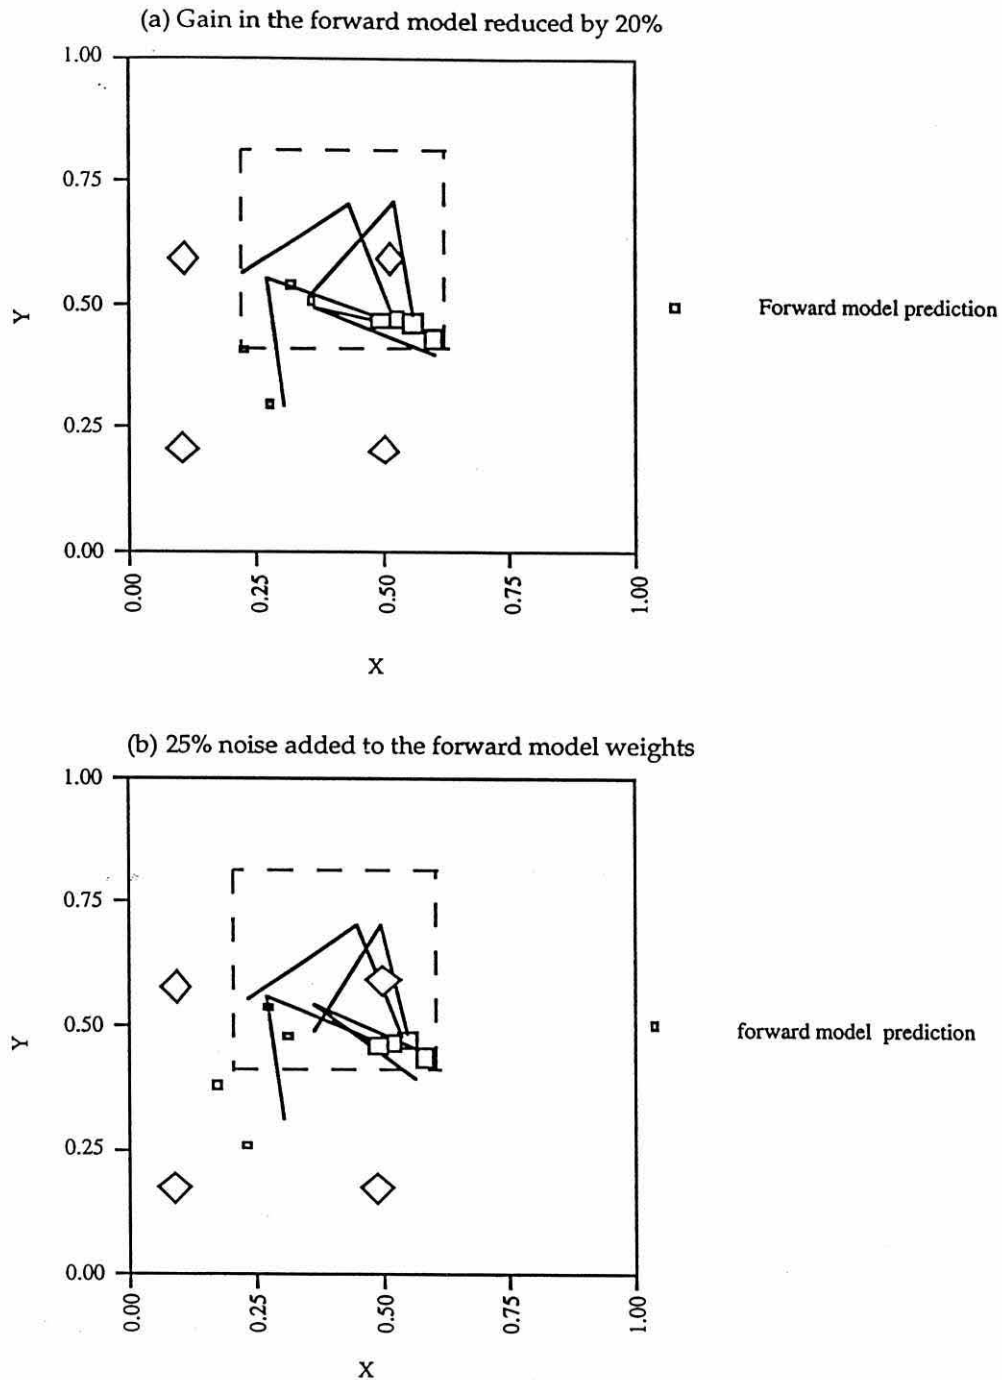 (a) Gain in the forward model reduced by 20%
1.00
0.75
0.50
0.25
0.00
Y
0.00
0.25
0.50
0.75
1.00
X
Forward model prediction
(b) 25% noise added to the forward model weights
1.00
0.75
0.50
0.25
0.00
Y
0.00
0.25
0.50
0.75
1.00
X
forward model prediction